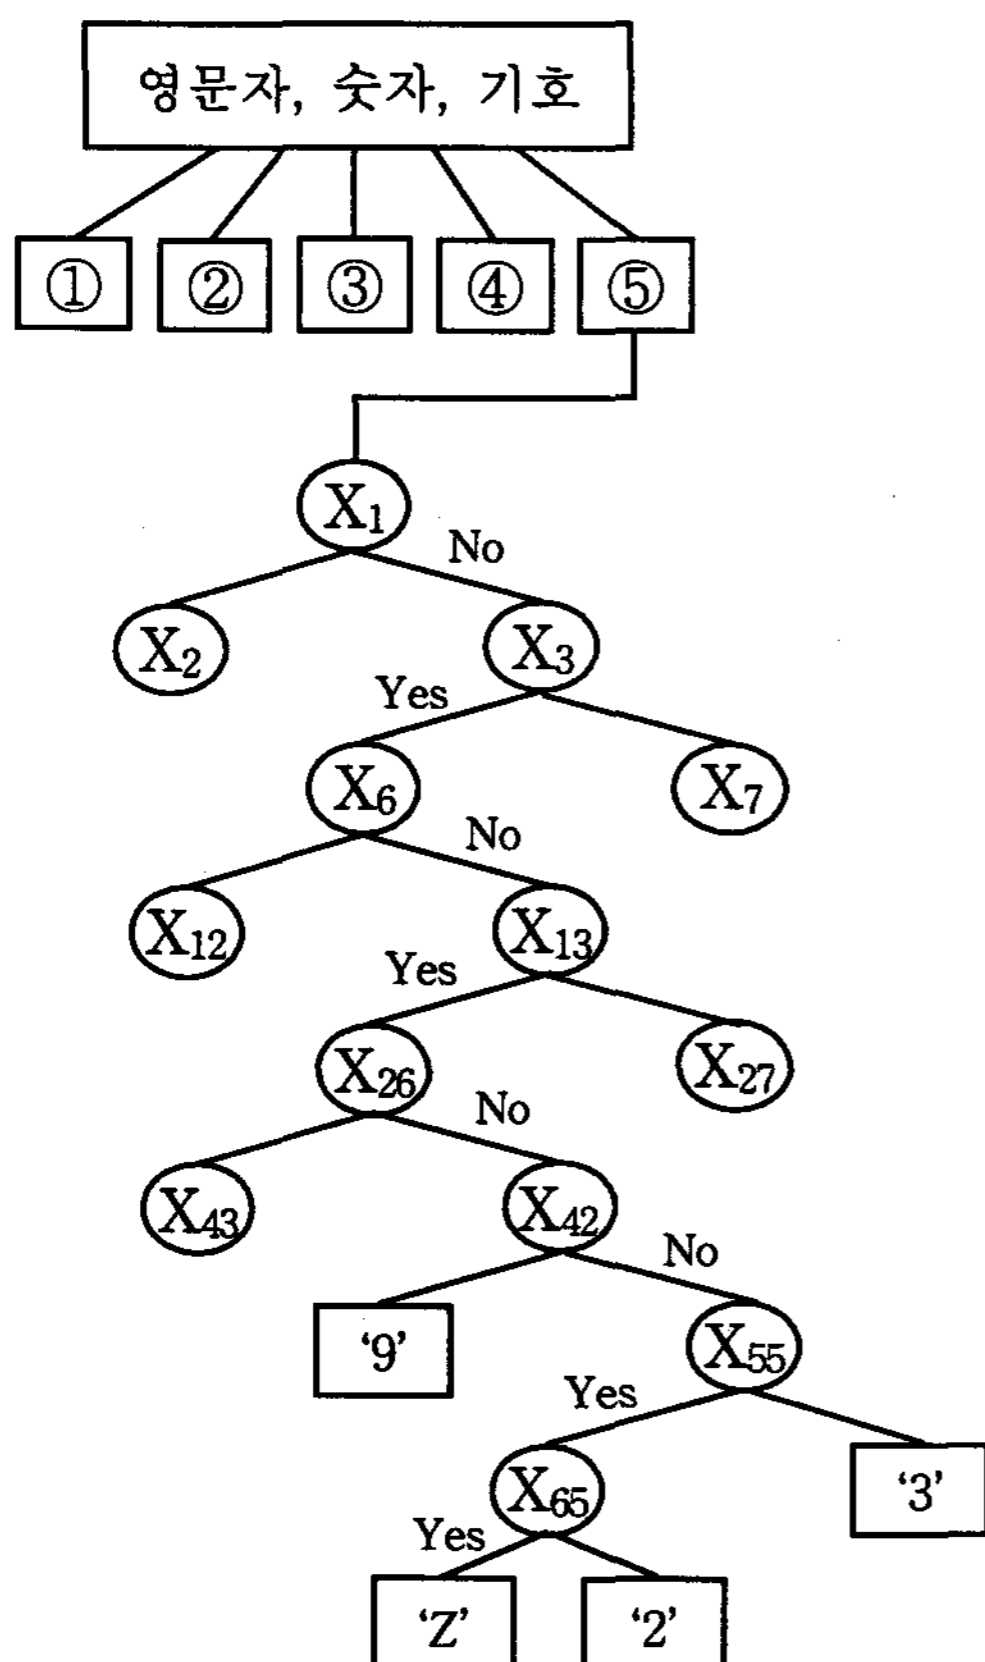 영문자, 숫자, 기호
① ② ③ ④ ⑤
X₁
No
X₂ X₃
Yes
X₆ X₇
No
X₁₂ X₁₃
Yes
X₂₆ X₂₇
No
X₄₃ X₄₂
No
'9' X₅₅
Yes
X₆₅ '3'
Yes
'Z' '2'